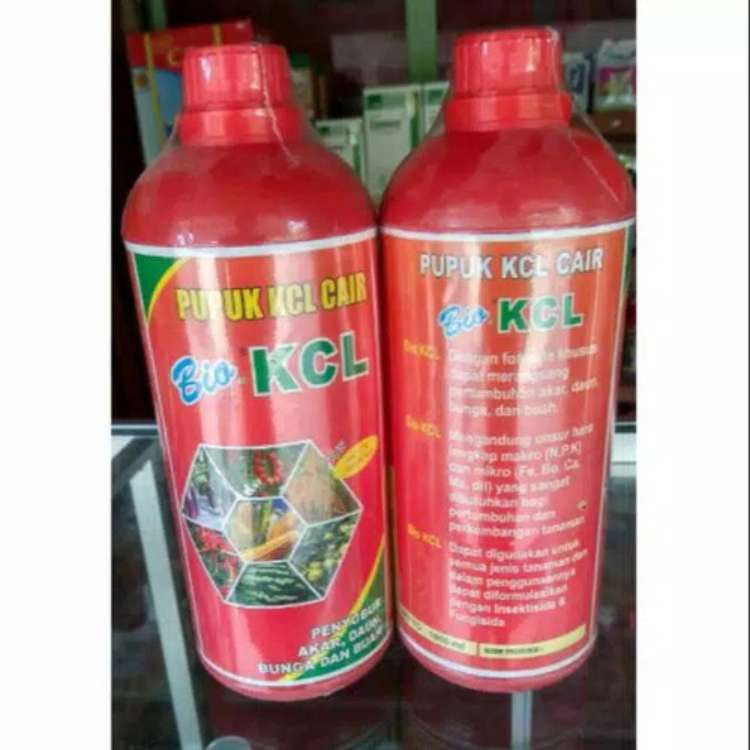 PUPUK KCL CAIR
Bio KCL
PENYUBUR
AKAR, DAUN,
BUNGA DAN BUAH
PUPUK KCL CAIR
Bio KCL
Bio KCL Dengan formula khusus
dapat merangsang
pertumbuhan akar, daun,
bunga, dan buah.
Bio KCL Mengandung unsur hara
lengkap makro (N,P,K)
dan mikro (Fe, Bo, Ca,
dll) yang sangat
dibutuhkan bagi
pertumbuhan dan
perkembangan tanaman
Bio KCL Dapat digunakan untuk
semua jenis tanaman dan
dalam penggunaannya
dapat diformulasikan
dengan Insektisida &
Fungisida